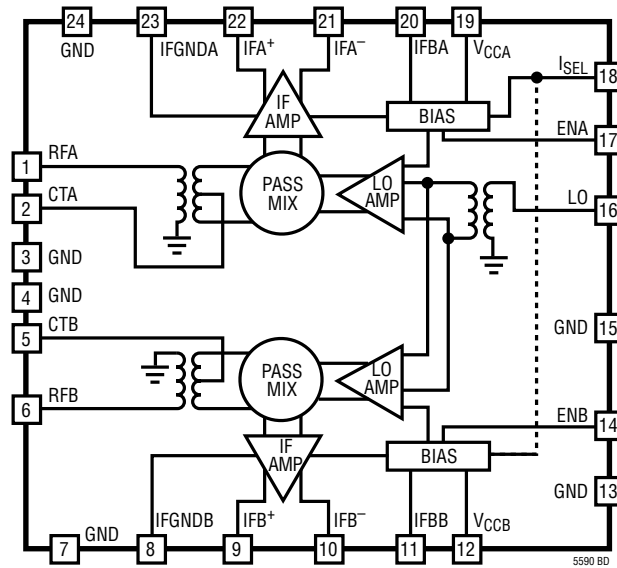 24
23
22
21
20
19
GND
IFGNDA
IFA+
IFA–
IFBA
VCCA
ISEL
18
IF
AMP
BIAS
ENA
17
1
RFA
PASS
MIX
LO
AMP
LO
16
2
CTA
3
GND
4
GND
5
CTB
GND
15
PASS
MIX
LO
AMP
6
RFB
ENB
14
IF
AMP
BIAS
GND
13
GND
IFGNDB
IFB+
IFB–
IFBB
VCCB
7
8
9
10
11
12
5590 BD